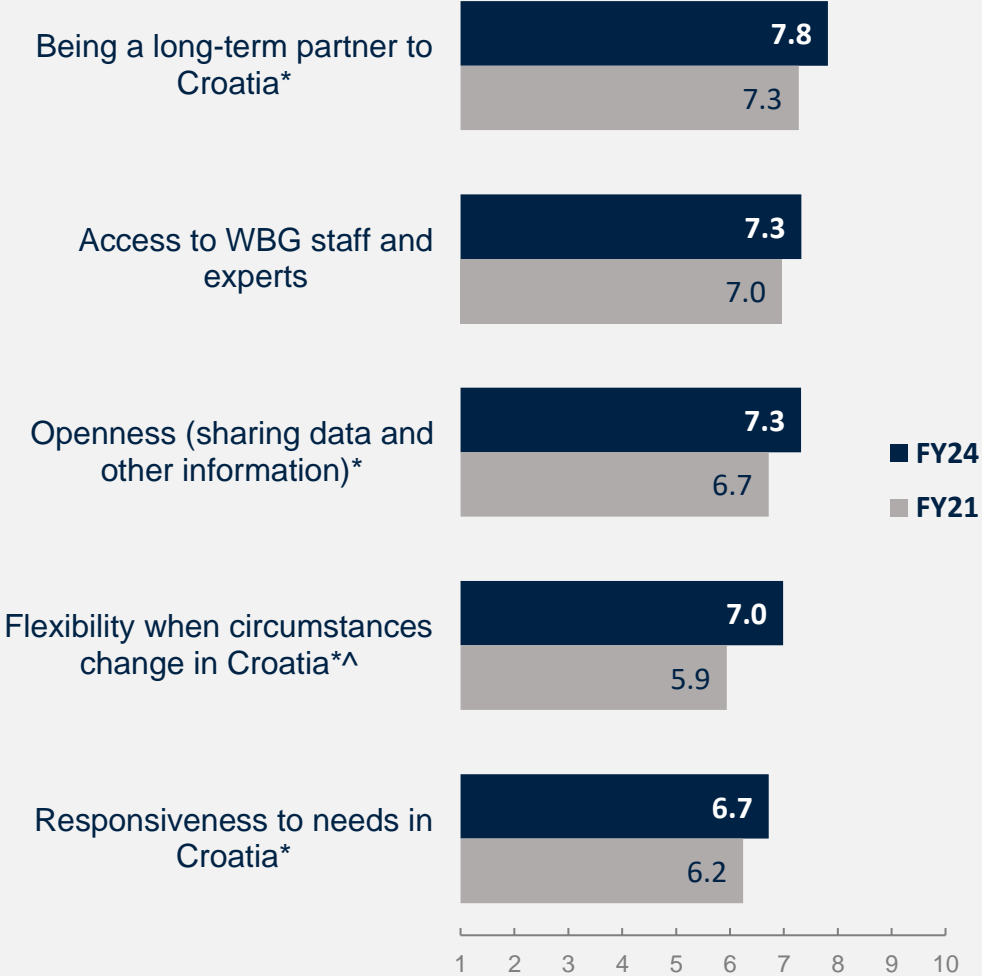 Being a long-term partner to
Croatia*
7.8
7.3
Access to WBG staff and
experts
7.3
7.0
Openness (sharing data and
other information)*
7.3
6.7
FY24
FY21
Flexibility when circumstances
change in Croatia*^
7.0
5.9
Responsiveness to needs in
Croatia*
6.7
6.2
1 2 3 4 5 6 7 8 9 10